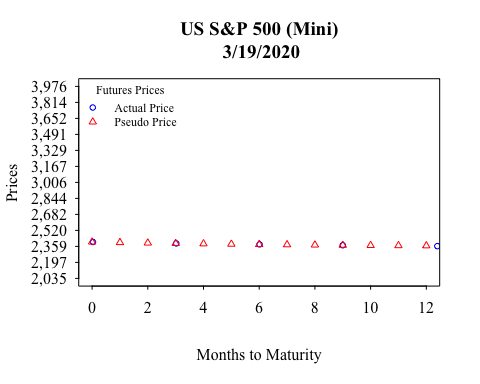 US S&P 500 (Mini)
3/19/2020
Prices
3,976
3,814
3,652
3,491
3,329
3,167
3,006
2,844
2,682
2,520
2,359
2,197
2,035
Futures Prices
Actual Price
Pseudo Price
0 2 4 6 8 10 12
Months to Maturity